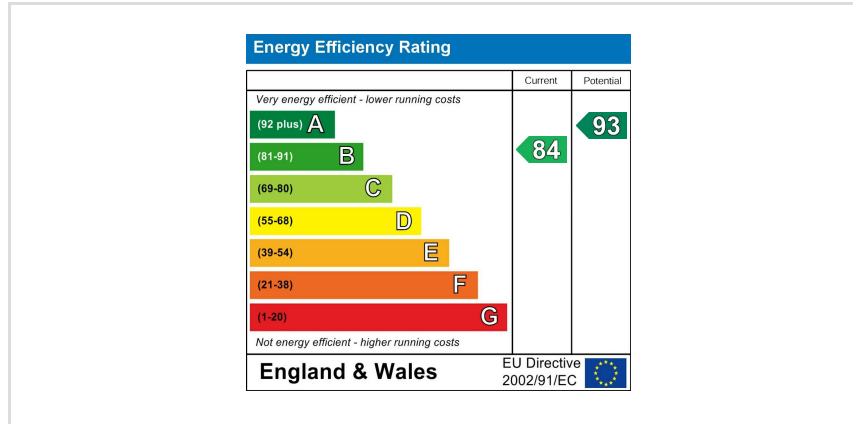 Energy Efficiency Rating
Current Potential
Very energy efficient - lower running costs
(92 plus) A
93
(81-91) B
84
(69-80) C
(55-68) D
(39-54) E
(21-38) F
(1-20) G
Not energy efficient - higher running costs
England & Wales
EU Directive
2002/91/EC